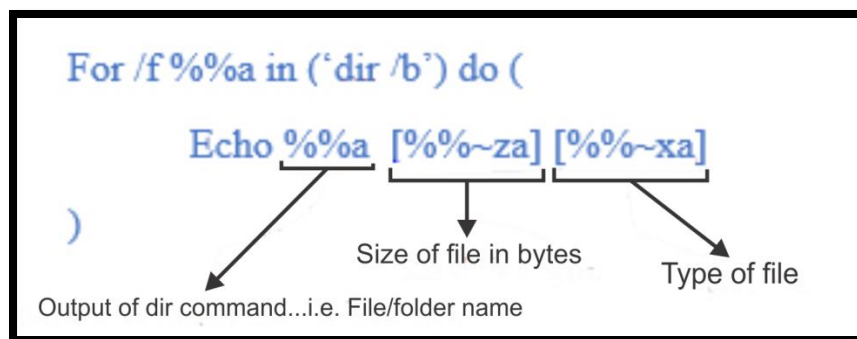 For /f %%a in (‘dir /b’) do (
Echo %%a [%%~za] [%%~xa]
)
Size of file in bytes
Type of file
Output of dir command...i.e. File/folder name